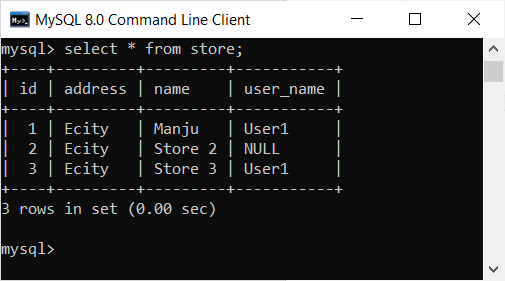 MySQL 8.0 Command Line Client
mysql> select * from store;
+----+---------+---------+-----------+
| id | address | name    | user_name |
+----+---------+---------+-----------+
|  1 | Ecity   | Manju   | User1     |
|  2 | Ecity   | Store 2 | NULL      |
|  3 | Ecity   | Store 3 | User1     |
+----+---------+---------+-----------+
3 rows in set (0.00 sec)
mysql>